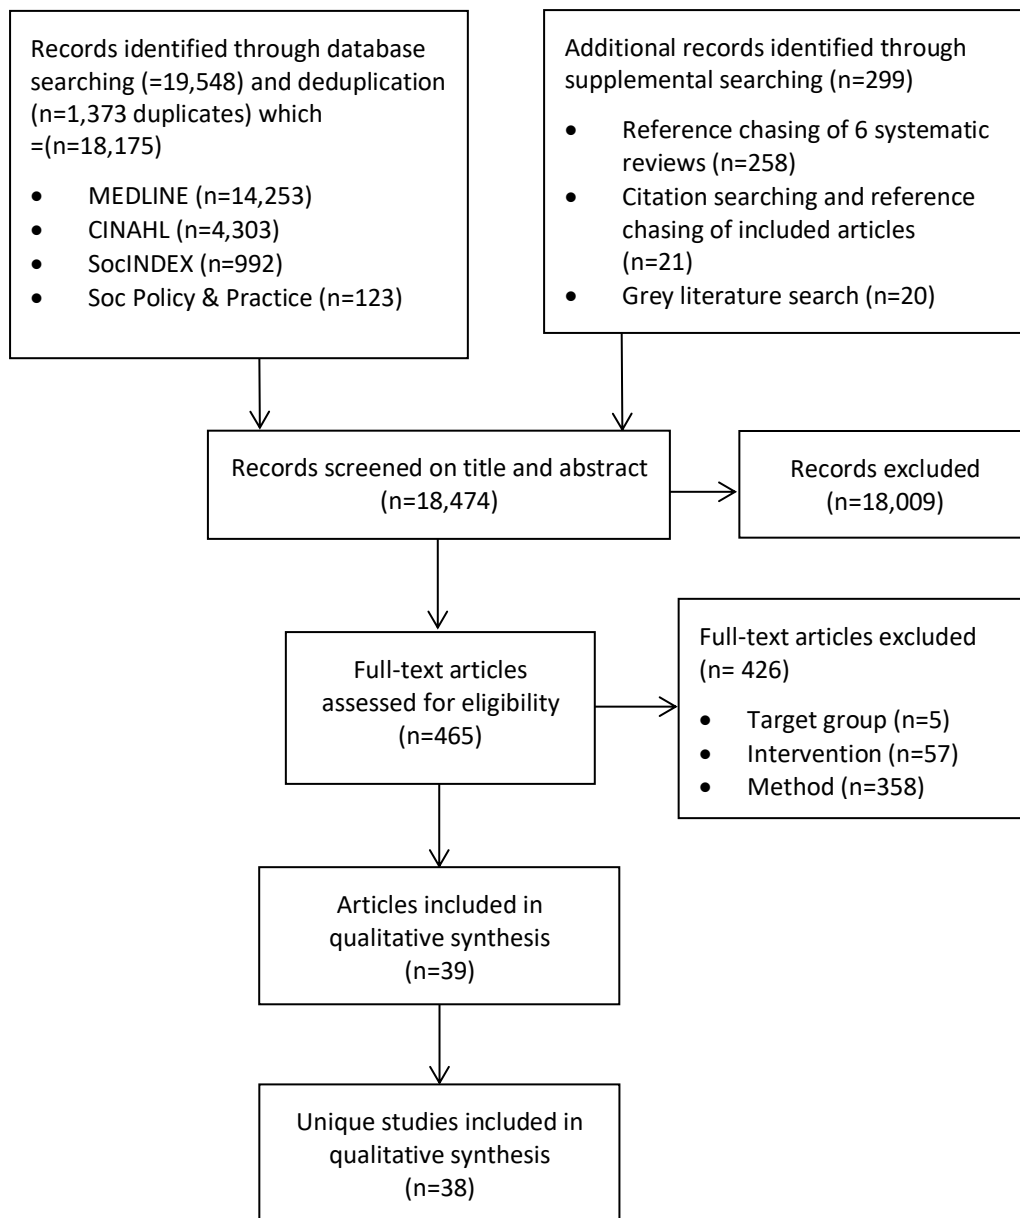 Records identified through database
searching (=19,548) and deduplication
(n=1,373 duplicates) which
=(n=18,175)
• MEDLINE (n=14,253)
• CINAHL (n=4,303)
• SocINDEX (n=992)
• Soc Policy & Practice (n=123)
Additional records identified through
supplemental searching (n=299)
• Reference chasing of 6 systematic
reviews (n=258)
• Citation searching and reference
chasing of included articles
(n=21)
• Grey literature search (n=20)
Records screened on title and abstract
(n=18,474)
Records excluded
(n=18,009)
Full-text articles
assessed for eligibility
(n=465)
Full-text articles excluded
(n= 426)
• Target group (n=5)
• Intervention (n=57)
• Method (n=358)
Articles included in
qualitative synthesis
(n=39)
Unique studies included in
qualitative synthesis
(n=38)